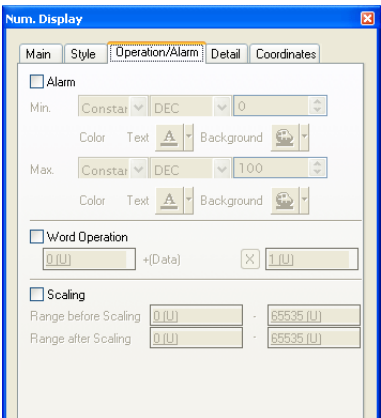 Num. Display
Main Style Operation/Alarm Detail Coordinates
Alarm
Min. Constar DEC 0
Color Text A Background
Max. Constar DEC 100
Color Text A Background
Word Operation
0 (U) +(Data) X 1 (U)
Scaling
Range before Scaling 0 (U) - 65535 (U)
Range after Scaling 0 (U) - 65535 (U)